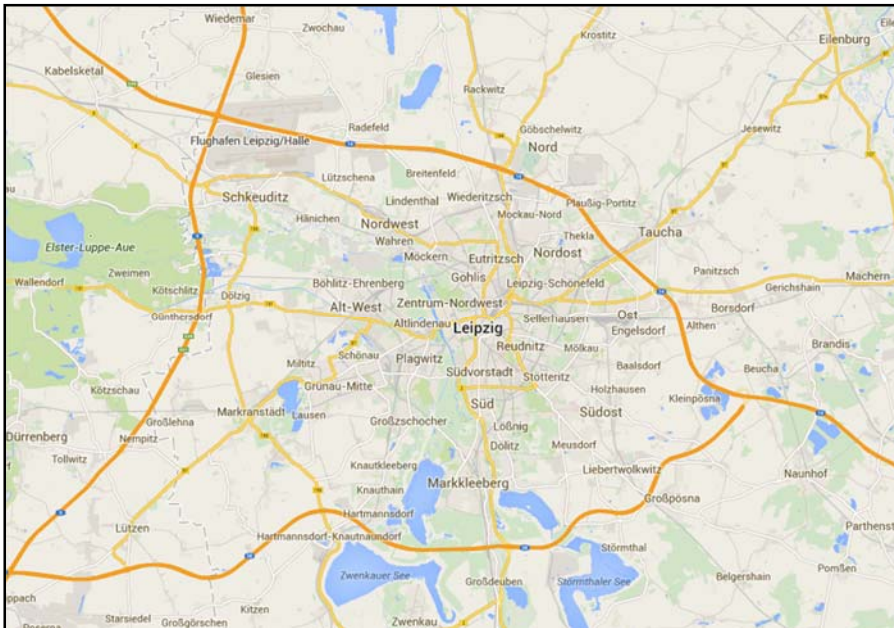 Wiedemar
Zwochau
Krostitz
Eilenburg
Kabelsketal
Glesien
Rackwitz
Radefeld
Göbschelwitz
Jesewitz
Flughafen Leipzig/Halle
Nord
Lützschena
Breitenfeld
Schkeuditz
Lindenthal
Wiederitzsch
Plaußig-Portitz
Hänichen
Nordwest
Mockau-Nord
Taucha
Elster-Luppe-Aue
Wahren
Thekla
Nordost
Möckern
Eutritzsch
Wallendorf
Zweimen
Gohlis
Panitzsch
Machern
Kötschlitz
Böhlitz-Ehrenberg
Leipzig-Schönefeld
Gerichshain
Dölzig
Zentrum-Nordwest
Günthersdorf
Alt-West
Sellerhausen
Ost
Borsdorf
Altlindenau
Leipzig
Engelsdorf
Althen
Reudnitz
Brandis
Schönau
Plagwitz
Mölkau
Miltitz
Südvorstadt
Baalsdorf
Beucha
Kötzschau
Grünau-Mitte
Stötteritz
Holzhausen
Süd
Kleinpösna
Markranstädt
Lausen
Südost
Großlehna
Großzschocher
Lößnig
Dürrenberg
Nempitz
Dölitz
Meusdorf
Tollwitz
Knautkleeberg
Liebertwolkwitz
Naunhof
Markkleeberg
Knauthain
Großpösna
Hartmannsdorf
Lützen
Parthenst
Hartmannsdorf-Knautnaundorf
Störmthal
Pomßen
Zwenkauer See
Großdeuben
Störmthaler See
Belgershain
ppach
Kitzen
Starsiedel
Großgörschen
Zwenkau